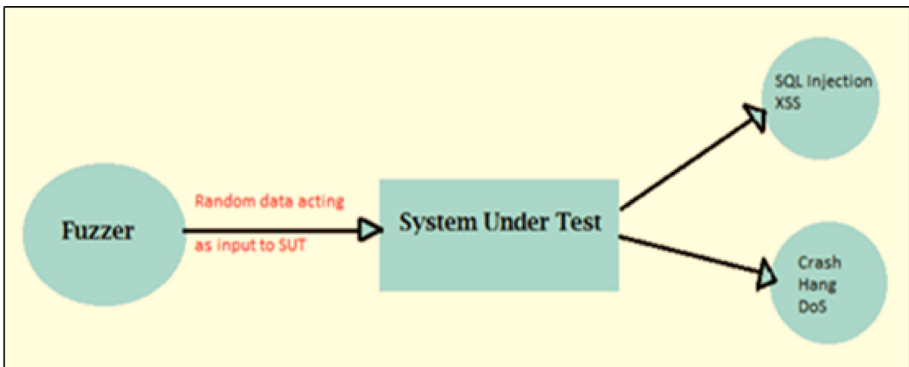 Fuzzer
Random data acting
as input to SUT
System Under Test
SQL Injection
XSS
Crash
Hang
DoS